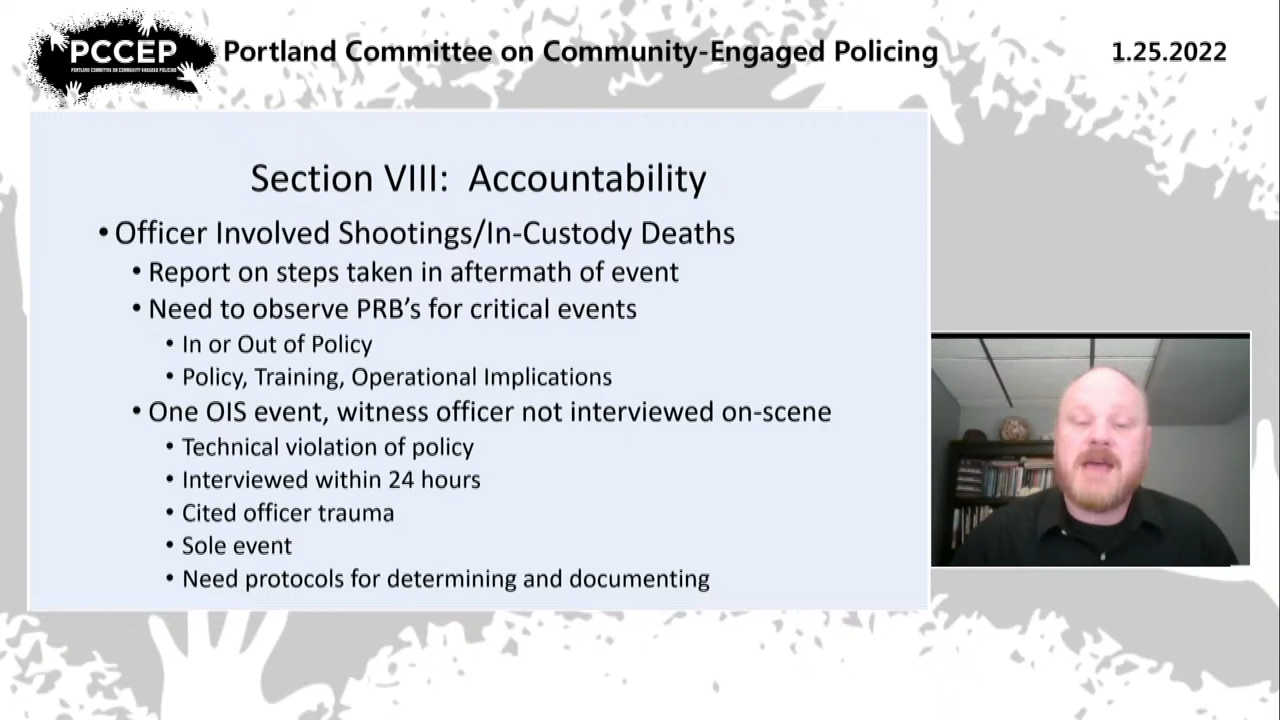 PCCEP
PORTLAND COMMITTEE ON COMMUNITY-ENGAGED POLICING
Portland Committee on Community-Engaged Policing
1.25.2022
Section VIII: Accountability
• Officer Involved Shootings/In-Custody Deaths
• Report on steps taken in aftermath of event
• Need to observe PRB’s for critical events
• In or Out of Policy
• Policy, Training, Operational Implications
• One OIS event, witness officer not interviewed on-scene
• Technical violation of policy
• Interviewed within 24 hours
• Cited officer trauma
• Sole event
• Need protocols for determining and documenting